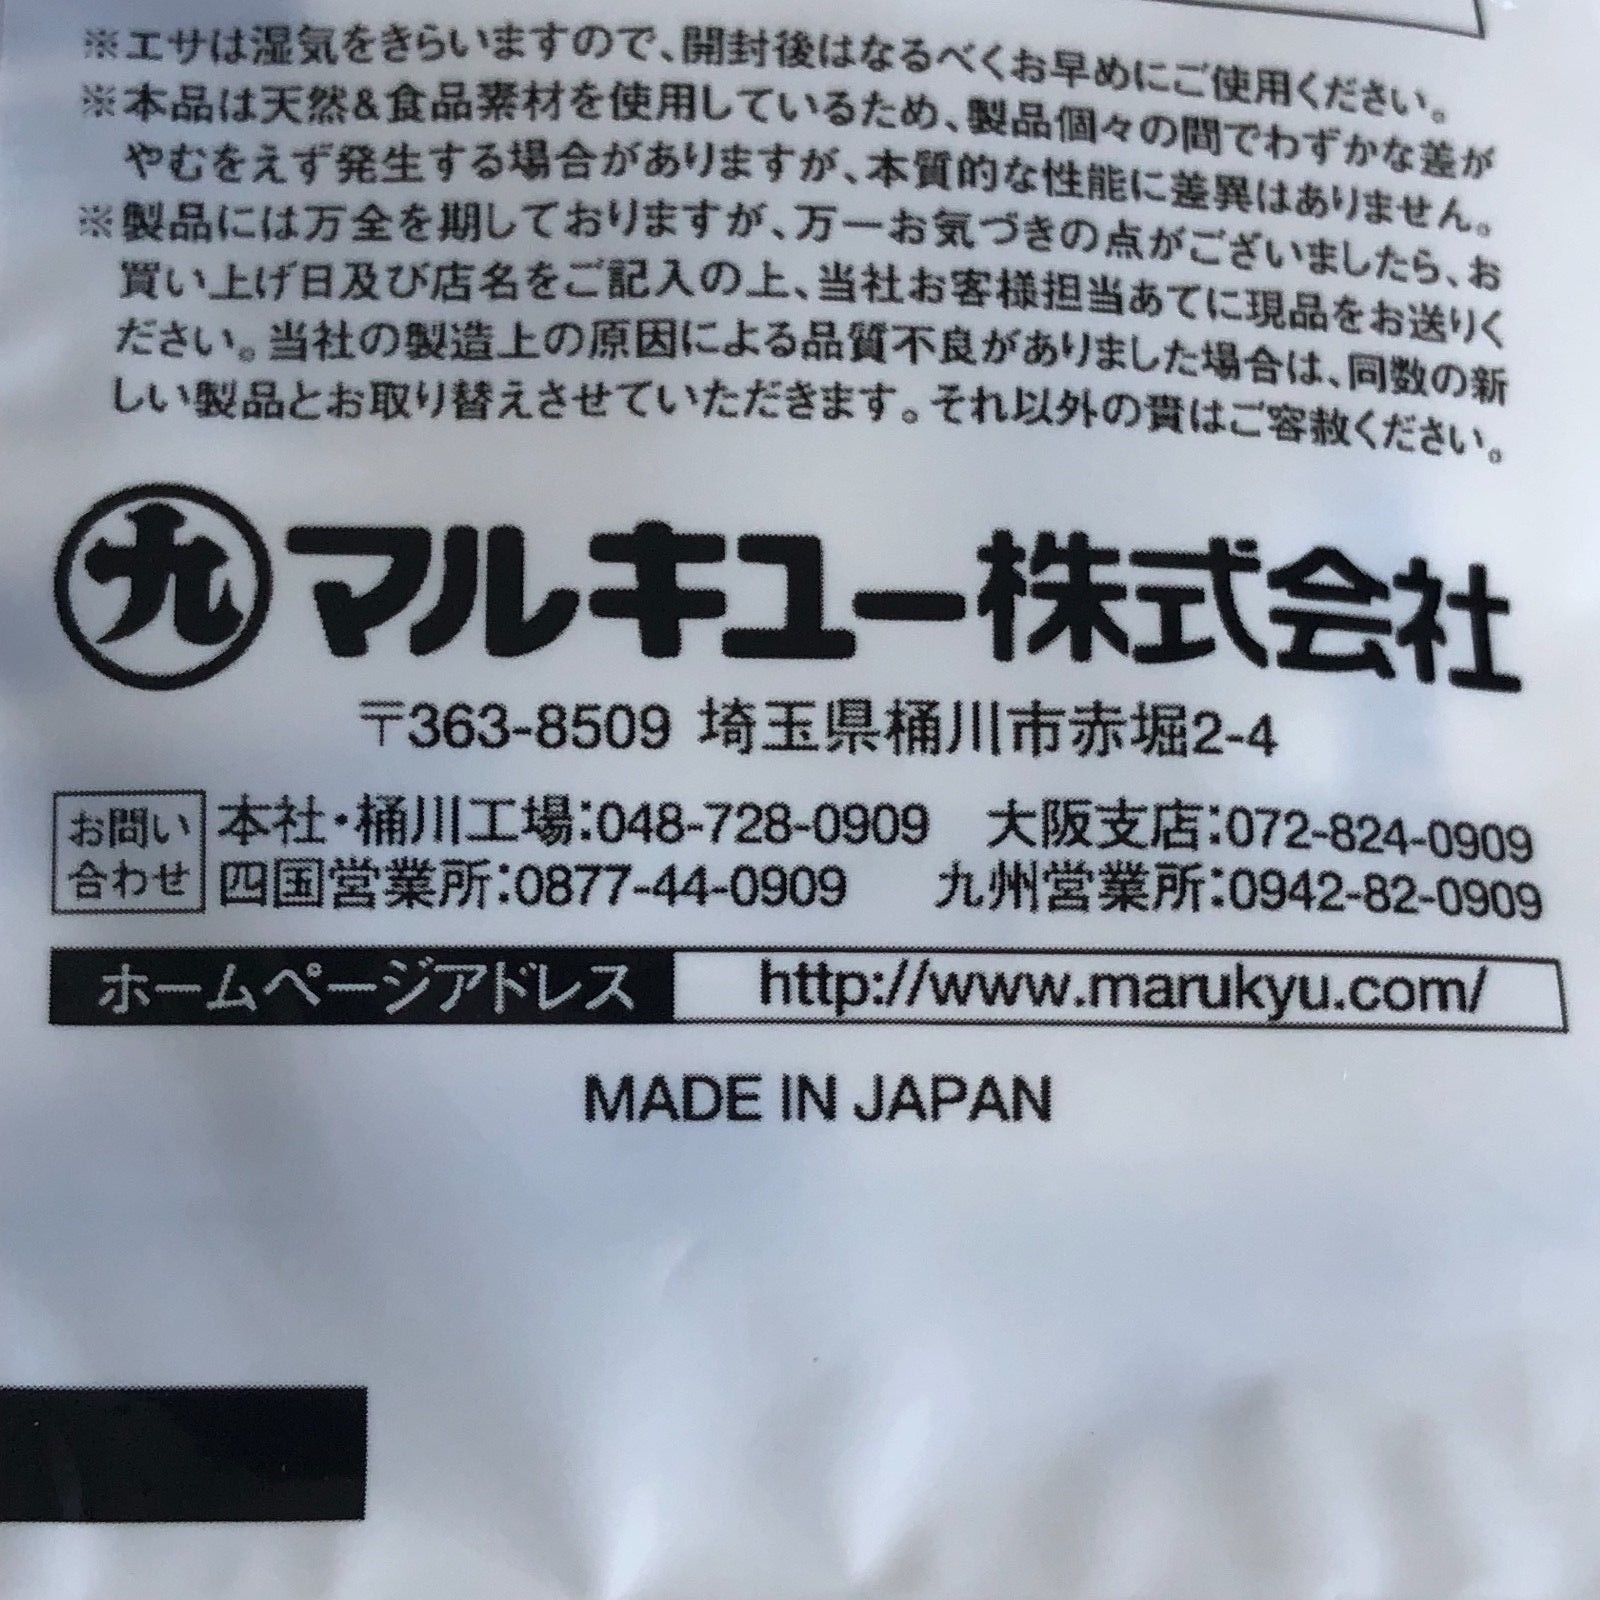 ※エサは湿気をきらいますので、開封後はなるべくお早めにご使用ください。
※本品は天然&食品素材を使用しているため、製品個々の間でわずかな差が
やむをえず発生する場合がありますが、本質的な性能に差異はありません。
※製品には万全を期しておりますが、万一お気づきの点がございましたら、お
買い上げ日及び店名をご記入の上、当社お客様担当あてに現品をお送りく
ださい。当社の製造上の原因による品質不良がありました場合は、同数の新
しい製品とお取り替えさせていただきます。それ以外の責はご容赦ください。
九 マルキユー株式会社
〒363-8509 埼玉県桶川市赤堀2-4
お問い合わせ 本社・桶川工場:048-728-0909 大阪支店:072-824-0909
四国営業所:0877-44-0909 九州営業所:0942-82-0909
ホームページアドレス http://www.marukyu.com/
MADE IN JAPAN